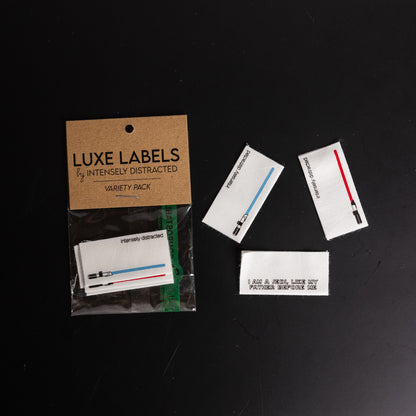 LUXE LABELS
by INTENSELY DISTRACTED
VARIETY PACK
intensely distracted
intensely distracted
intensely distracted
I AM A JEDI, LIKE MY
FATHER BEFORE ME